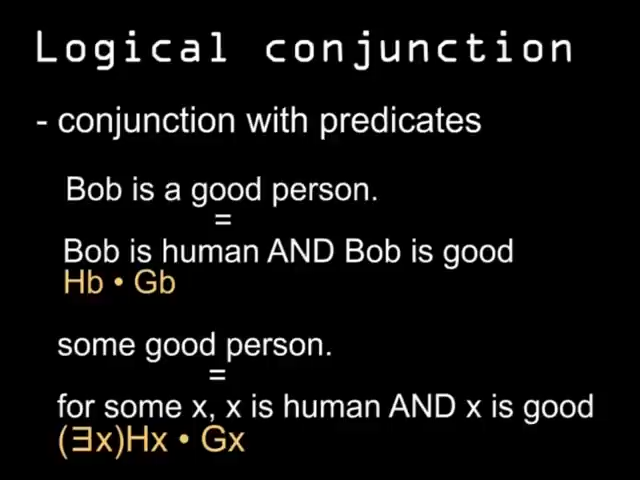 Logical conjunction
- conjunction with predicates
Bob is a good person.
=
Bob is human AND Bob is good
Hb • Gb
some good person.
=
for some x, x is human AND x is good
(∃x)Hx • Gx